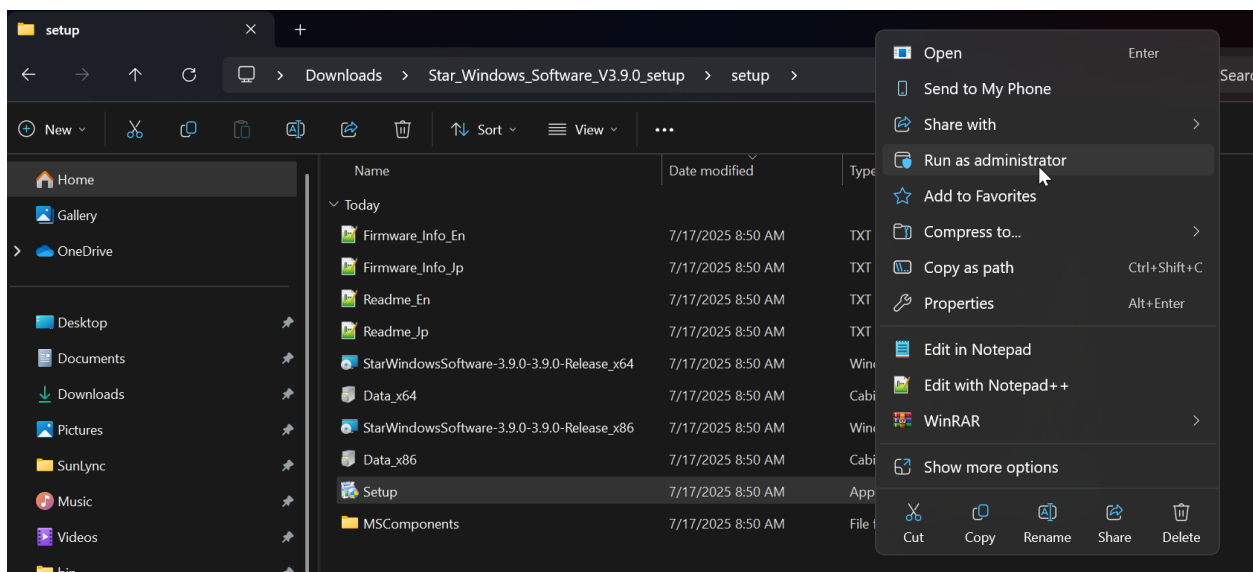 setup
Downloads > Star_Windows_Software_V3.9.0_setup > setup >
New
Sort
View
Home
Gallery
OneDrive
Desktop
Documents
Downloads
Pictures
SunLync
Music
Videos
Name Date modified Type
Today
Firmware_Info_En 7/17/2025 8:50 AM TXT
Firmware_Info_Jp 7/17/2025 8:50 AM TXT
Readme_En 7/17/2025 8:50 AM TXT
Readme_Jp 7/17/2025 8:50 AM TXT
StarWindowsSoftware-3.9.0-3.9.0-Release_x64 7/17/2025 8:50 AM
Data_x64 7/17/2025 8:50 AM
StarWindowsSoftware-3.9.0-3.9.0-Release_x86 7/17/2025 8:50 AM
Data_x86 7/17/2025 8:50 AM
Setup 7/17/2025 8:50 AM App
MSComponents 7/17/2025 8:50 AM File
Open Enter
Send to My Phone
Share with
Run as administrator
Add to Favorites
Compress to...
Copy as path Ctrl+Shift+C
Properties Alt+Enter
Edit in Notepad
Edit with Notepad++
WinRAR
Show more options
Cut Copy Rename Share Delete